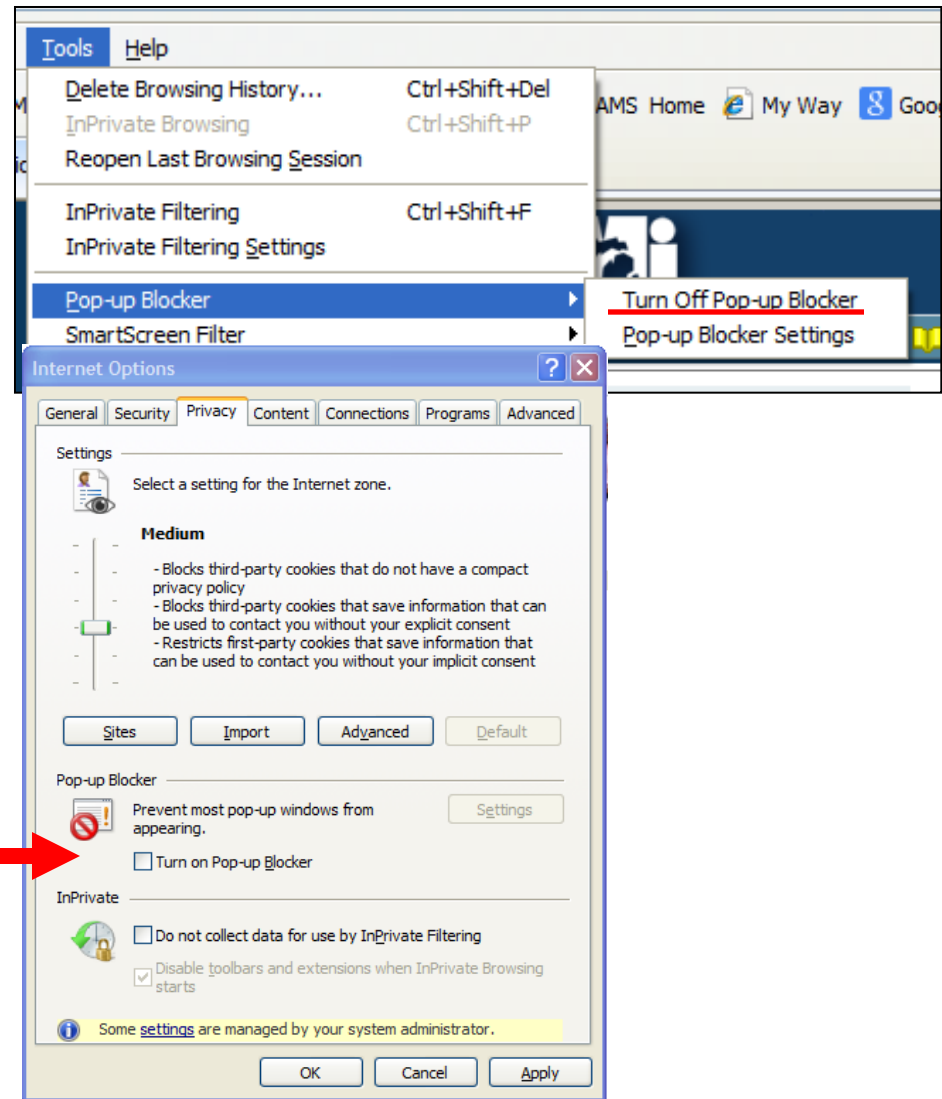 Tools Help
Delete Browsing History... Ctrl+Shift+Del
AMS Home My Way 8 Goo
InPrivate Browsing Ctrl+Shift+P
Reopen Last Browsing Session
InPrivate Filtering Ctrl+Shift+F
InPrivate Filtering Settings
Pop-up Blocker
Turn Off Pop-up Blocker
SmartScreen Filter
Pop-up Blocker Settings
Internet Options
General Security Privacy Content Connections Programs Advanced
Settings
Select a setting for the Internet zone.
Medium
- Blocks third-party cookies that do not have a compact
privacy policy
- Blocks third-party cookies that save information that can
be used to contact you without your explicit consent
- Restricts first-party cookies that save information that
can be used to contact you without your implicit consent
Sites Import Advanced Default
Pop-up Blocker
Prevent most pop-up windows from
appearing.
Settings
Turn on Pop-up Blocker
InPrivate
Do not collect data for use by InPrivate Filtering
Disable toolbars and extensions when InPrivate Browsing
starts
Some settings are managed by your system administrator.
OK Cancel Apply